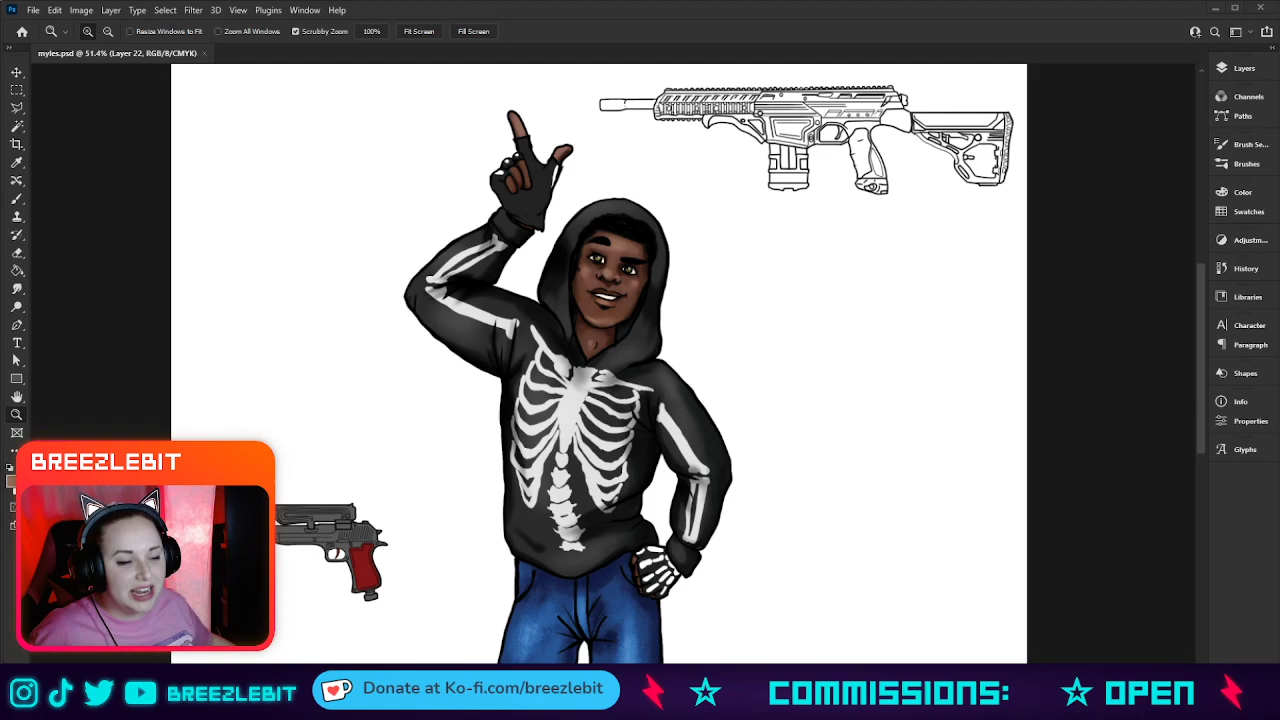 Ps File Edit Image Layer Type Select Filter 3D View Plugins Window Help
Resize Windows to Fit Zoom All Windows Scrubby Zoom 100% Fit Screen Fill Screen
myles.psd @ 51.4% (Layer 22, RGB/8/CMYK) ×
Layers
Channels
Paths
Brush Se...
Brushes
Color
Swatches
Adjustm...
History
Libraries
Character
Paragraph
Shapes
Info
Properties
Glyphs
BREEZLEBIT
BREEZLEBIT Donate at Ko-fi.com/breezlebit COMMISSIONS: OPEN